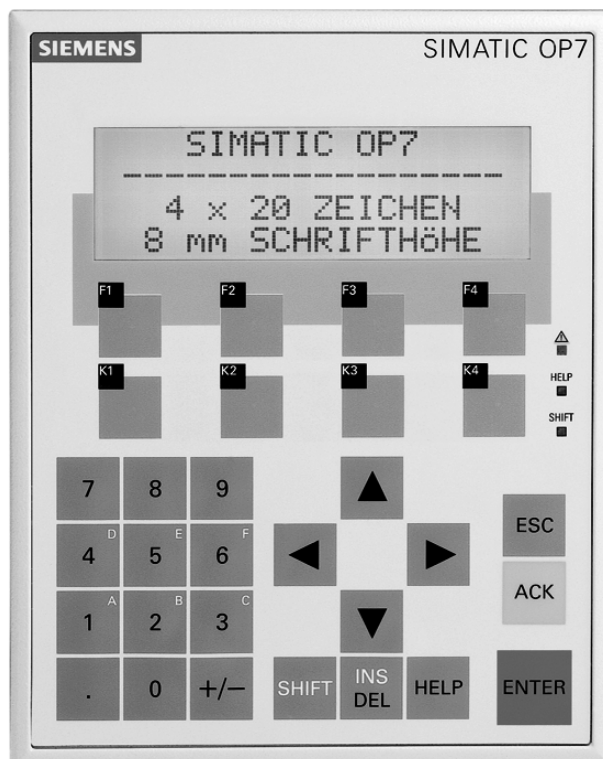 SIEMENS
SIMATIC OP7
SIMATIC OP7
--------------------
4 x 20 ZEICHEN
8 mm SCHRIFTHöHE
F1 F2 F3 F4
K1 K2 K3 K4
HELP
SHIFT
7 8 9
4 D 5 E 6 F
ESC
1 A 2 B 3 C
ACK
. 0 +/−
SHIFT
INS
DEL
HELP
ENTER